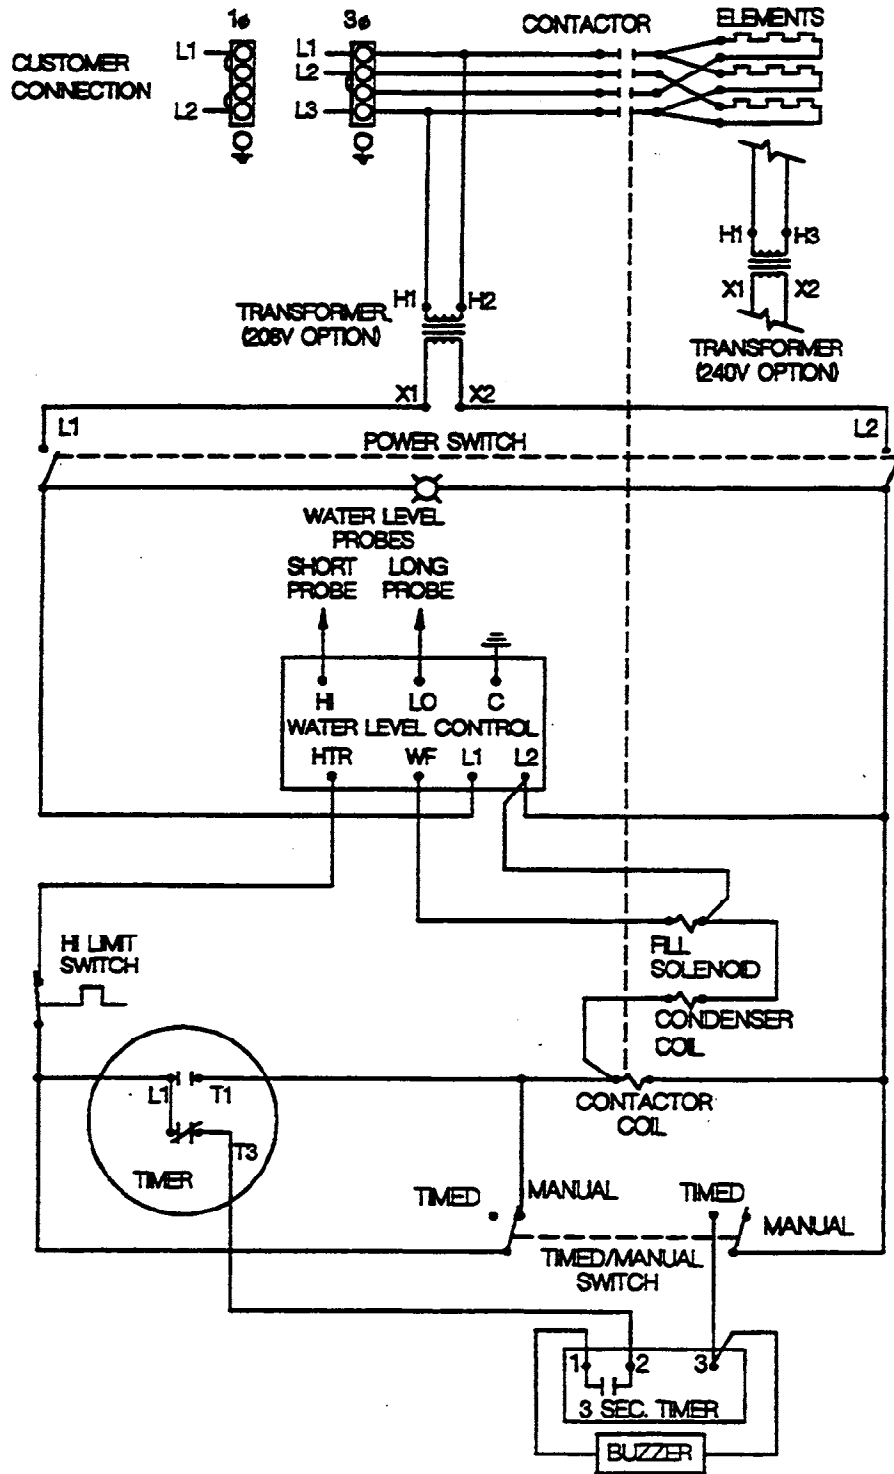 1ø
3ø
CONTACTOR
ELEMENTS
L1
L1
CUSTOMER
CONNECTION
L2
L2
L3
H1
H3
X1
X2
TRANSFORMER
(240V OPTION)
TRANSFORMER.
(208V OPTION)
H1
H2
X1
X2
L1
L2
POWER SWITCH
WATER LEVEL
PROBES
SHORT
PROBE
LONG
PROBE
HI
LO
C
WATER LEVEL CONTROL
HTR
WF
L1
L2
HI LIMIT
SWITCH
FILL
SOLENOID
CONDENSER
COIL
L1
T1
CONTACTOR
COIL
T3
TIMER
TIMED
MANUAL
TIMED
MANUAL
TIMED/MANUAL
SWITCH
1
2
3
3 SEC. TIMER
BUZZER